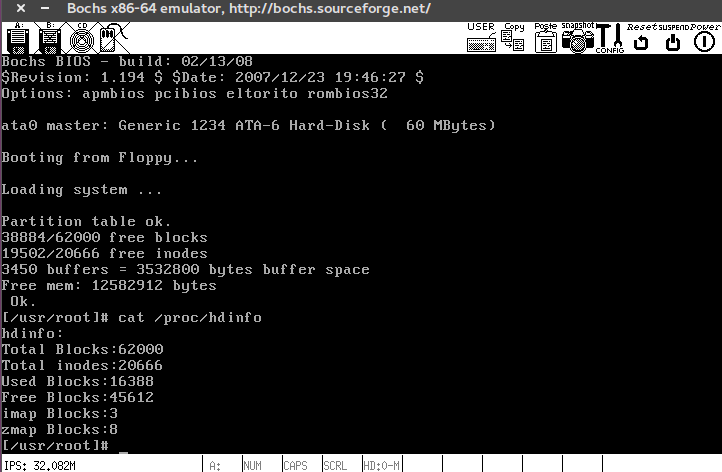 Bochs x86-64 emulator, http://bochs.sourceforge.net/
A: B: CD USER Copy Paste snapshot CONFIG Reset SUSPEND Power
Bochs BIOS - build: 02/13/08
$Revision: 1.194 $ $Date: 2007/12/23 19:46:27 $
Options: apmbios pcibios eltorito rombios32
ata0 master: Generic 1234 ATA-6 Hard-Disk (  60 MBytes)
Booting from Floppy...
Loading system ...
Partition table ok.
38884/62000 free blocks
19502/20666 free inodes
3450 buffers = 3532800 bytes buffer space
Free mem: 12582912 bytes
 Ok.
[/usr/root]# cat /proc/hdinfo
hdinfo:
Total Blocks:62000
Total inodes:20666
Used Blocks:16388
Free Blocks:45612
imap Blocks:3
zmap Blocks:8
[/usr/root]# _
IPS: 32.082M A: NUM CAPS SCRL HD:0-M